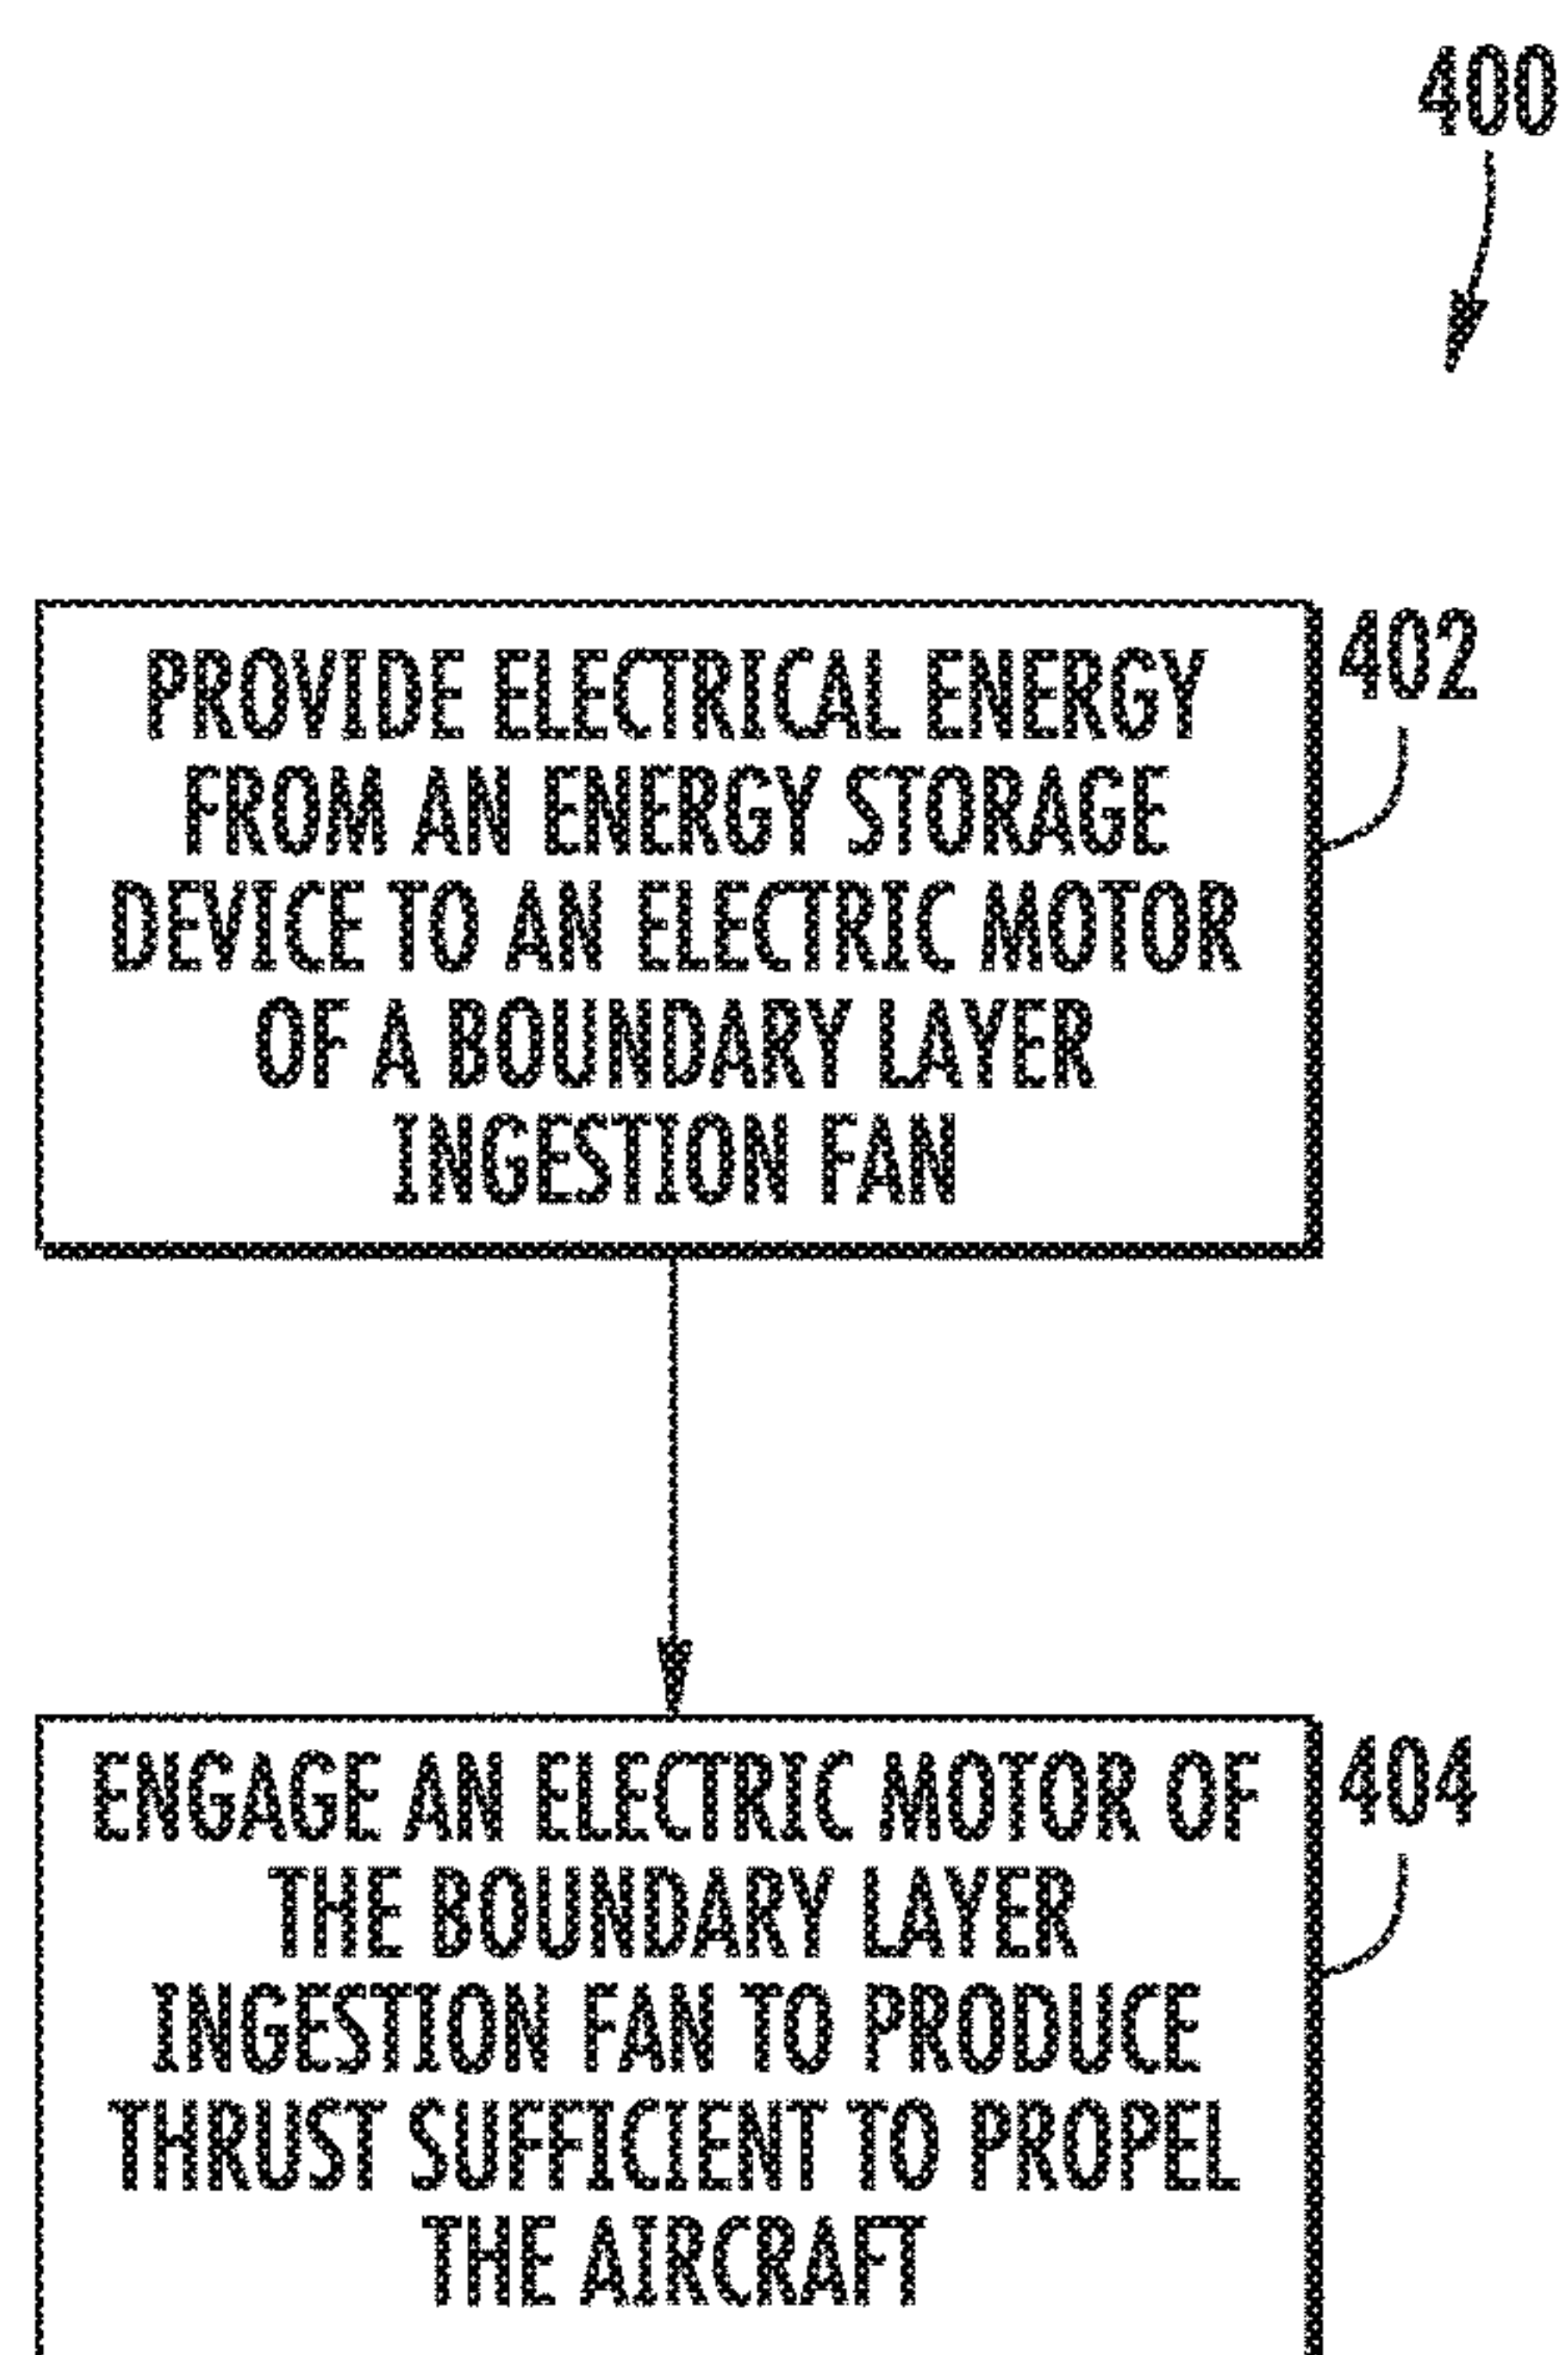 400
PROVIDE ELECTRICAL ENERGY
FROM AN ENERGY STORAGE
DEVICE TO AN ELECTRIC MOTOR
OF A BOUNDARY LAYER
INGESTION FAN
402
ENGAGE AN ELECTRIC MOTOR OF
THE BOUNDARY LAYER
INGESTION FAN TO PRODUCE
THRUST SUFFICIENT TO PROPEL
THE AIRCRAFT
404